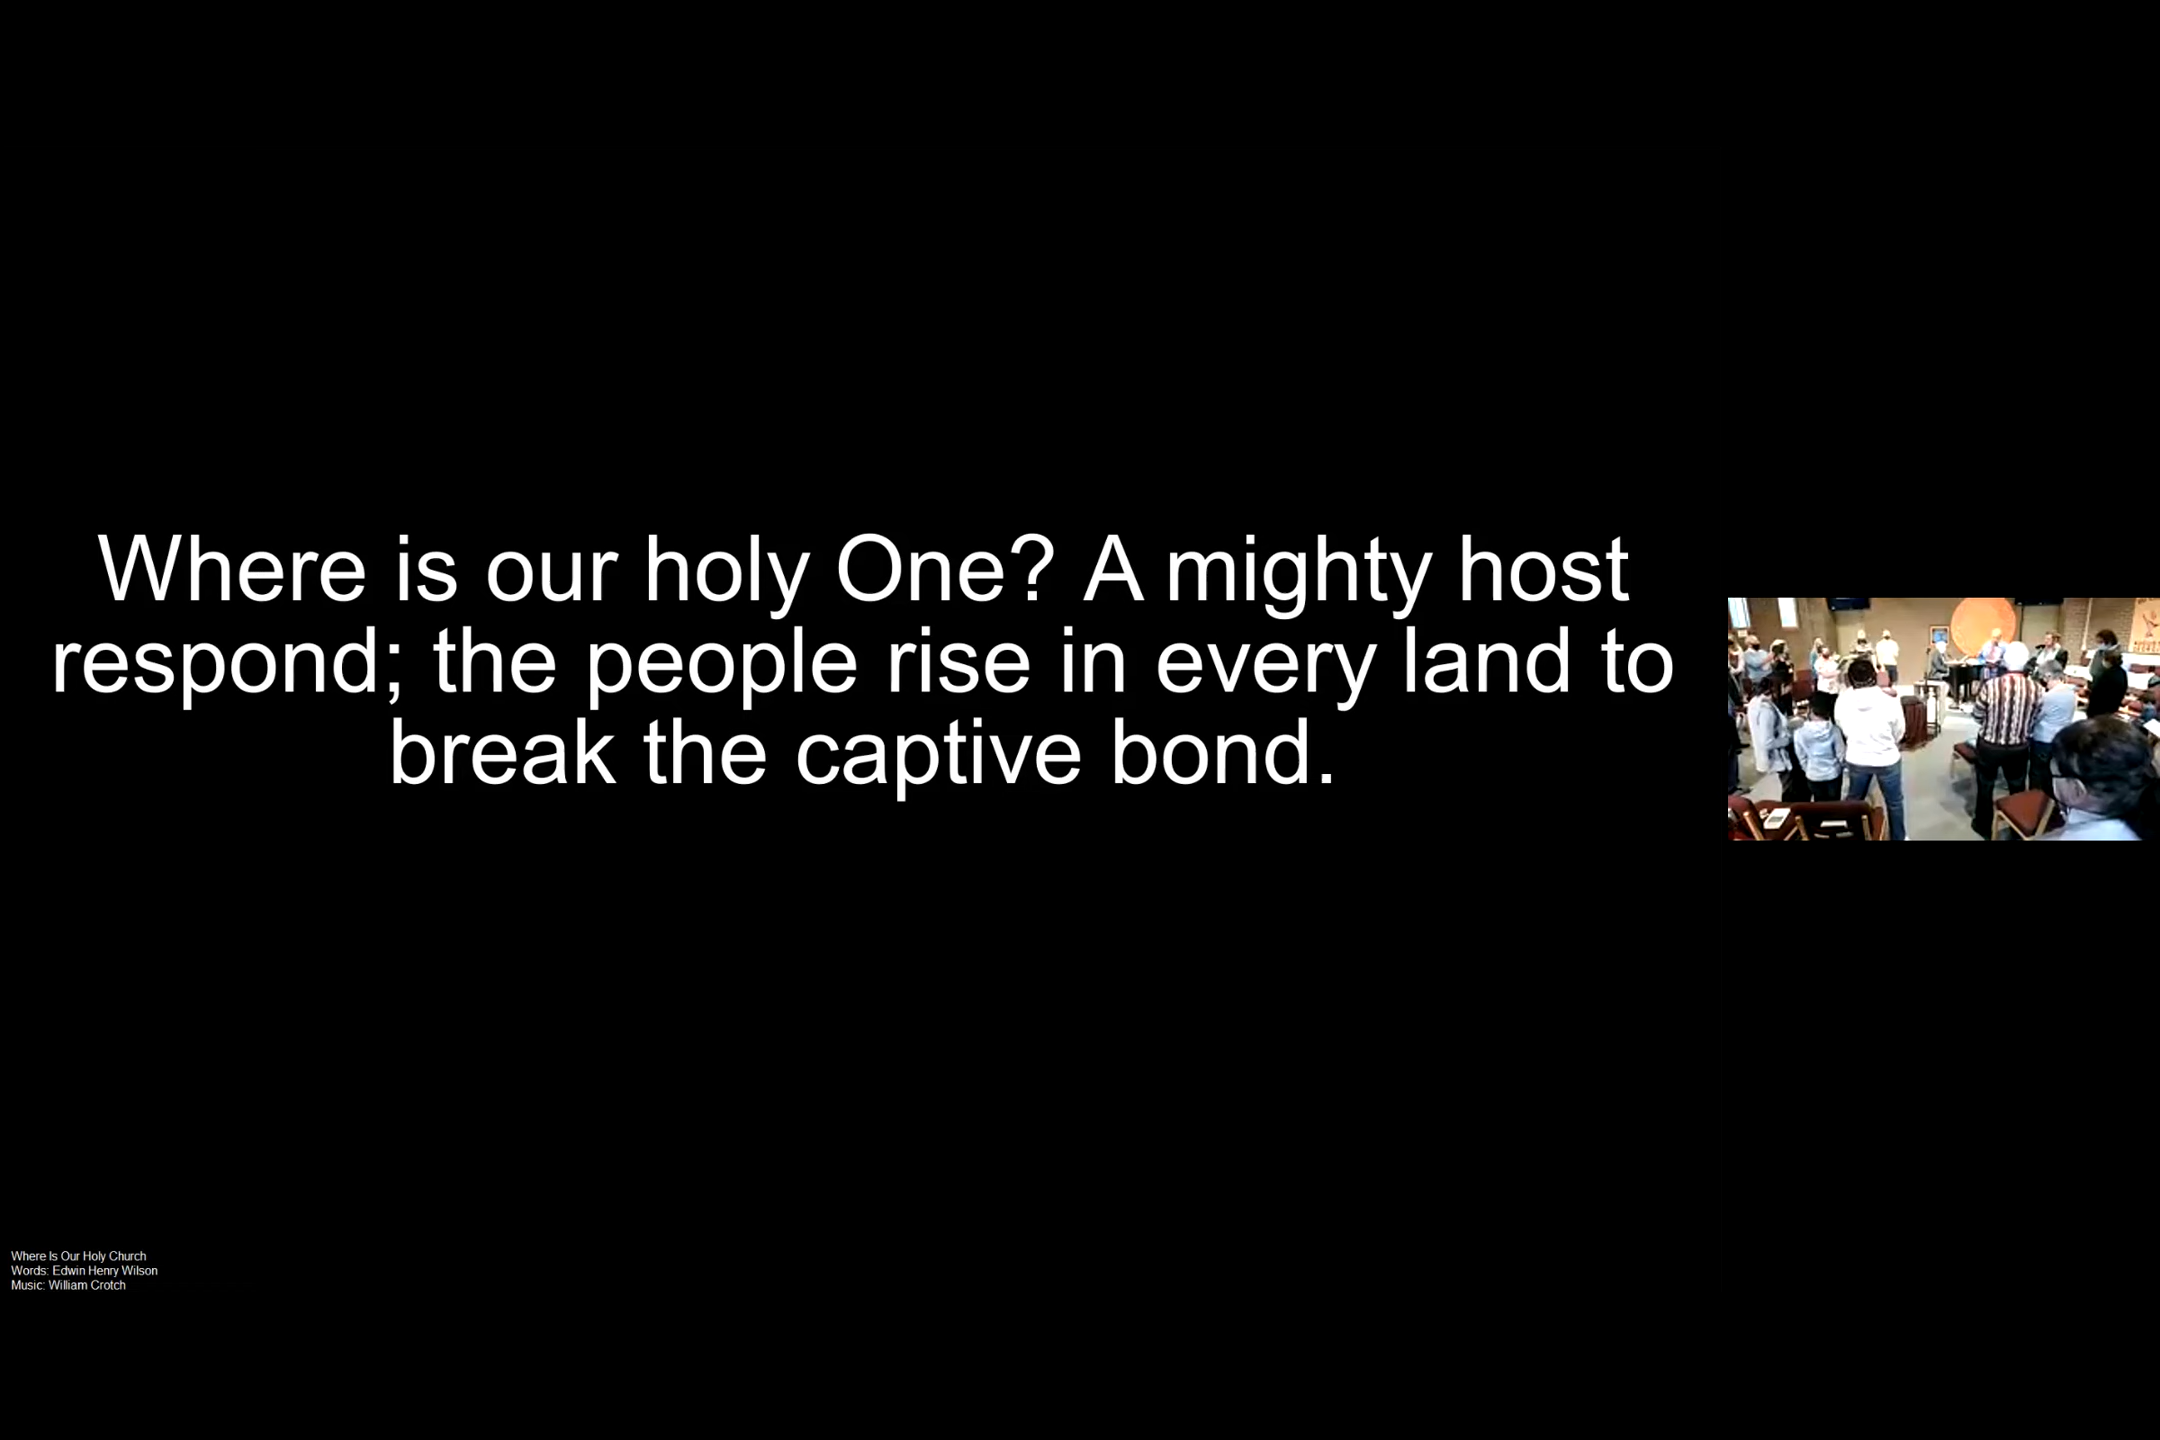 Where is our holy One? A mighty host
respond; the people rise in every land to
break the captive bond.
Where Is Our Holy Church
Words: Edwin Henry Wilson
Music: William Crotch